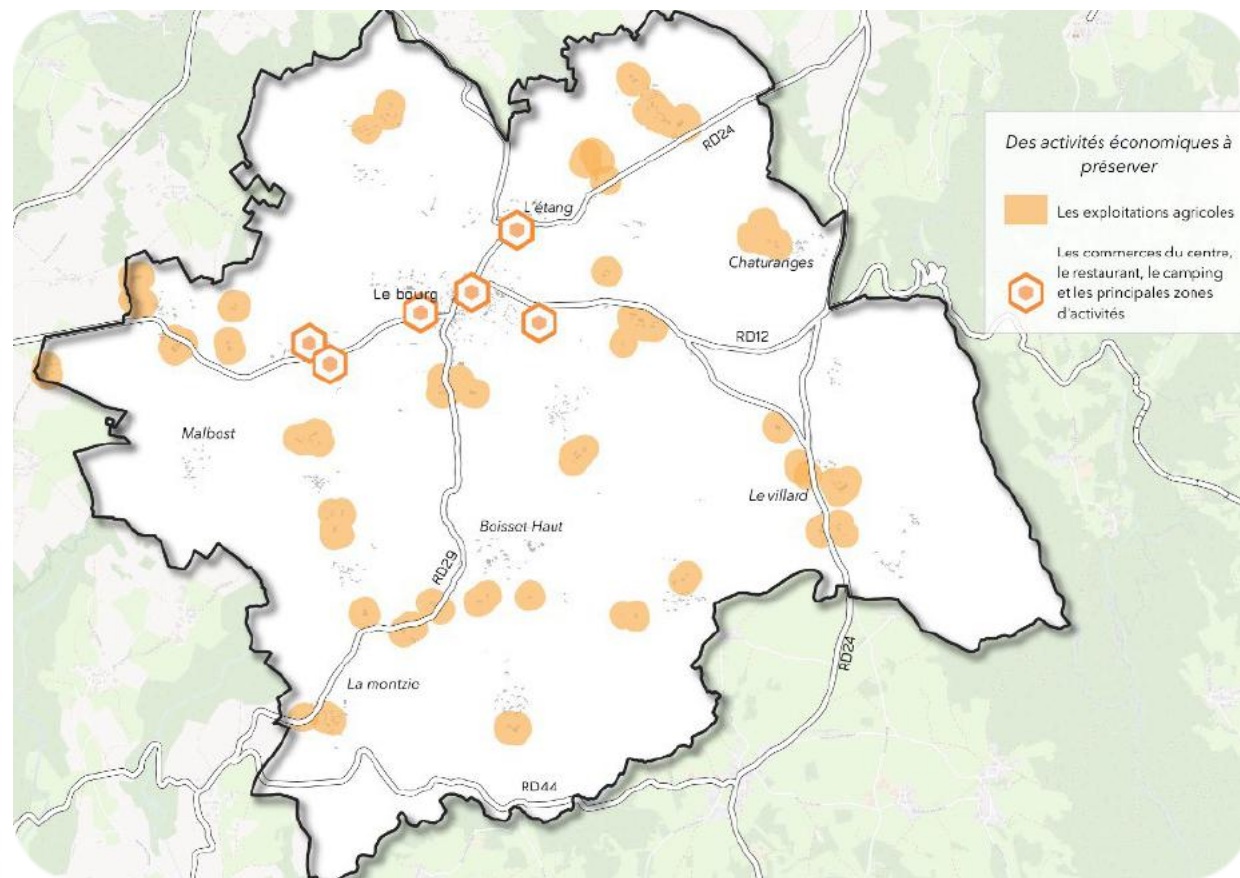 RD24
Des activités économiques à
préserver
Les exploitations agricoles
Les commerces du centre,
le restaurant, le camping
et les principales zones
d'activités
L'étang
Chaturanges
Le bourg
RD12
Malbost
Le villard
Boisset-Haut
RD29
RD24
La montzie
RD44